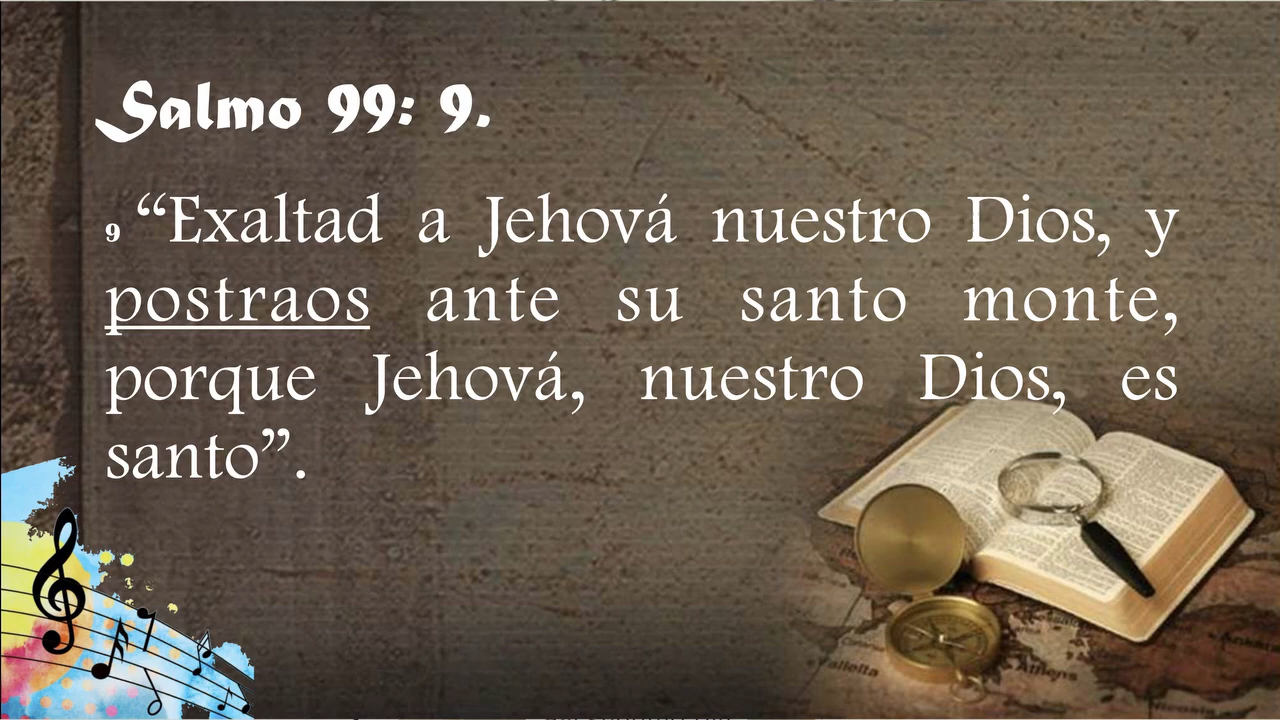 Salmo 99: 9.
9 “Exaltad a Jehová nuestro Dios, y
postraos ante su santo monte,
porque Jehová, nuestro Dios, es
santo”.